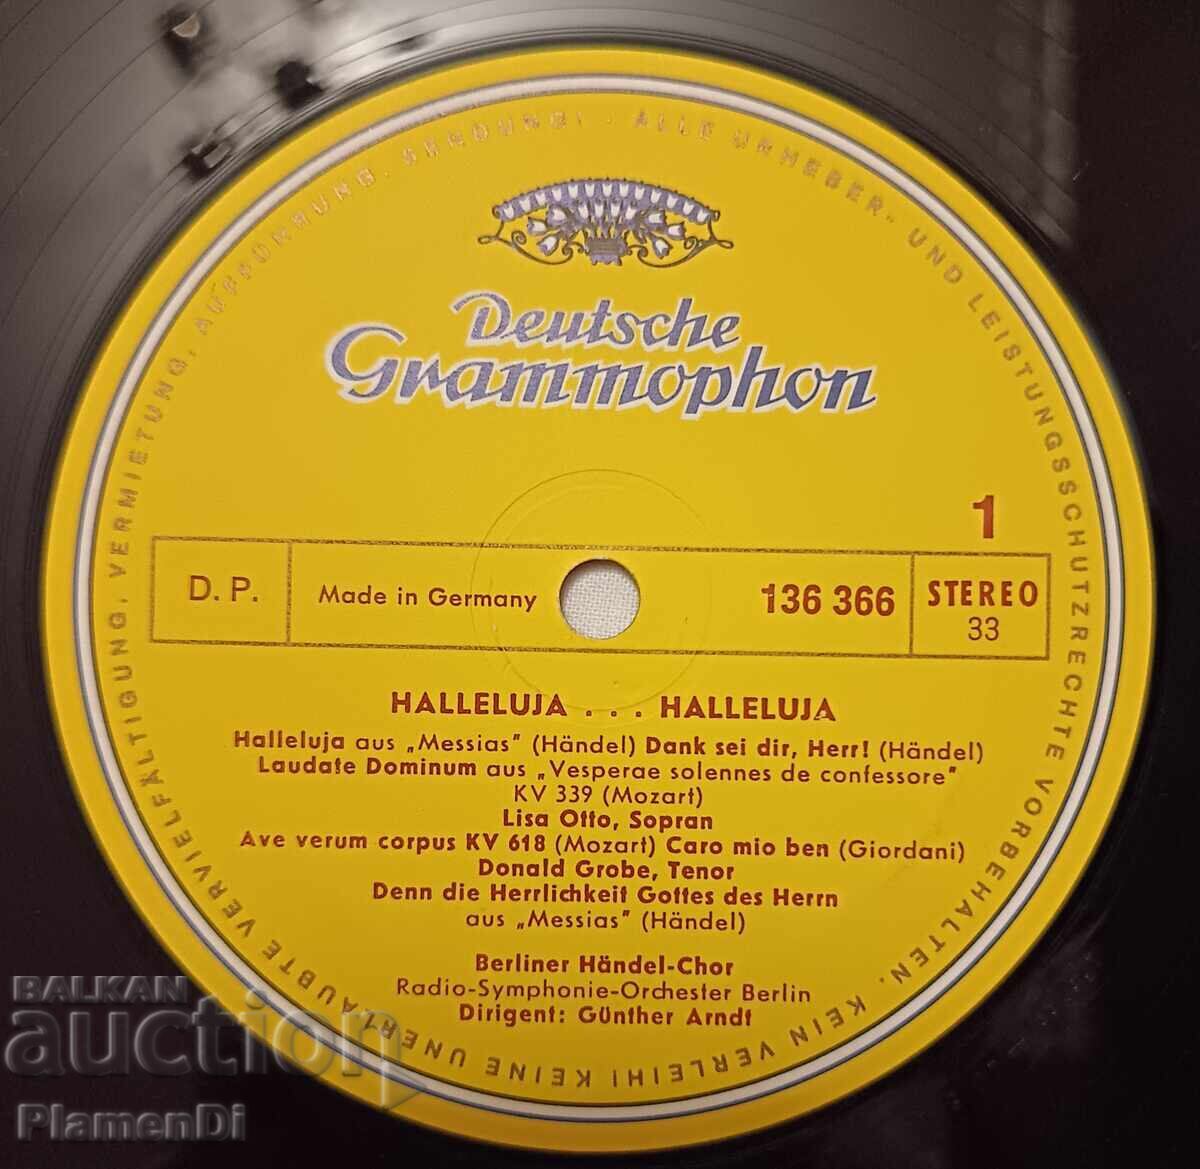 ALLE URHEBER- UND LEISTUNGSSCHUTZRECHTE VORBEHALTEN. KEIN VERLEIH! KEINE UNERLAUBTE VERVIELFÄLTIGUNG, VERMIETUNG, AUFFÜHRUNG, SENDUNG!
Deutsche
Grammophon
1
D. P.
Made in Germany
136 366
STEREO
33
HALLELUJA . . . HALLELUJA
Halleluja aus „Messias" (Händel) Dank sei dir, Herr! (Händel)
Laudate Dominum aus „Vesperae solennes de confessore"
KV 339 (Mozart)
Lisa Otto, Sopran
Ave verum corpus KV 618 (Mozart) Caro mio ben (Giordani)
Donald Grobe, Tenor
Denn die Herrlichkeit Gottes des Herrn
aus „Messias" (Händel)
Berliner Händel-Chor
Radio-Symphonie-Orchester Berlin
Dirigent: Günther Arndt
BALKAN
auction
PlamenDi